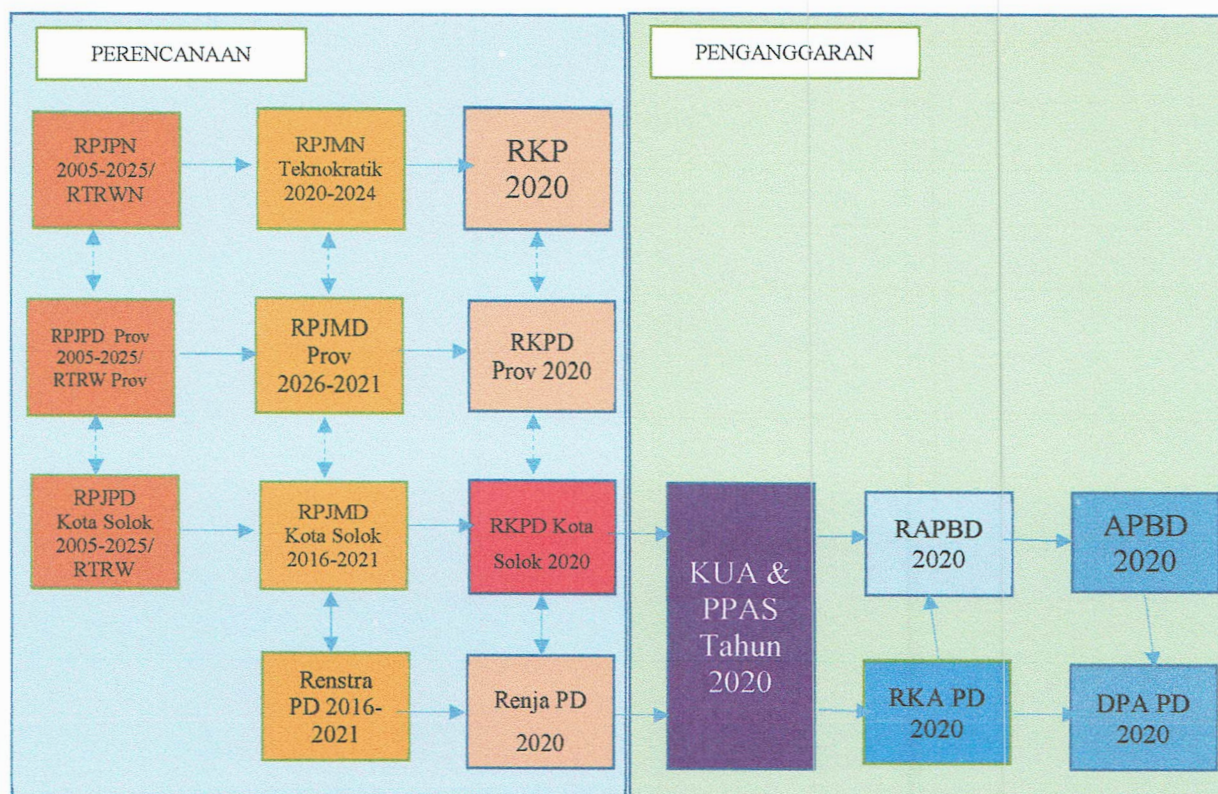 PERENCANAAN
PENGANGGARAN
RPJPN
2005-2025/
RTRWN
RPJMN
Teknokratik
2020-2024
RKP
2020
RPJPD Prov
2005-2025/
RTRW Prov
RPJMD
Prov
2026-2021
RKPD
Prov 2020
RPJPD
Kota Solok
2005-2025/
RTRW
RPJMD
Kota Solok
2016-2021
RKPD Kota
Solok 2020
KUA &
PPAS
Tahun
2020
RAPBD
2020
APBD
2020
Renstra
PD 2016-
2021
Renja PD
2020
RKA PD
2020
DPA PD
2020